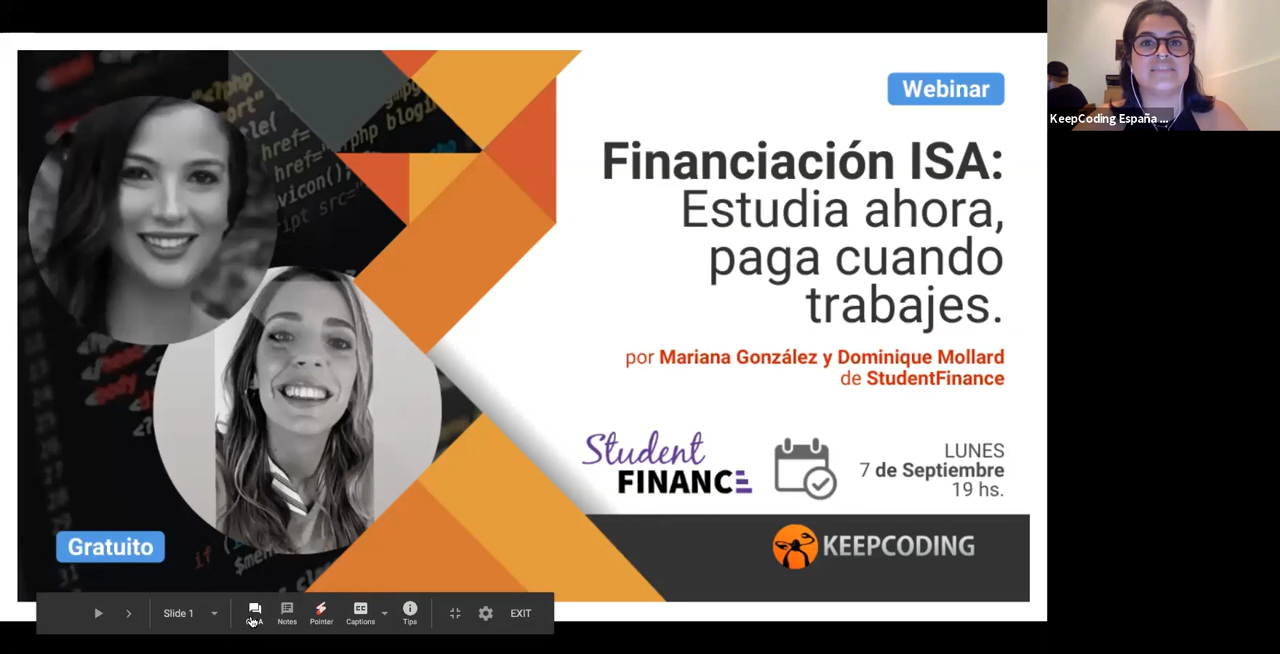 Webinar
Financiación ISA:
Estudia ahora,
paga cuando
trabajes.
por Mariana González y Dominique Mollard
de StudentFinance
Student
FINANCE
LUNES
7 de Septiembre
19 hs.
KEEPCODING
Gratuito
KeepCoding España ...
Slide 1
Notes
Pointer
Captions
Tips
EXIT